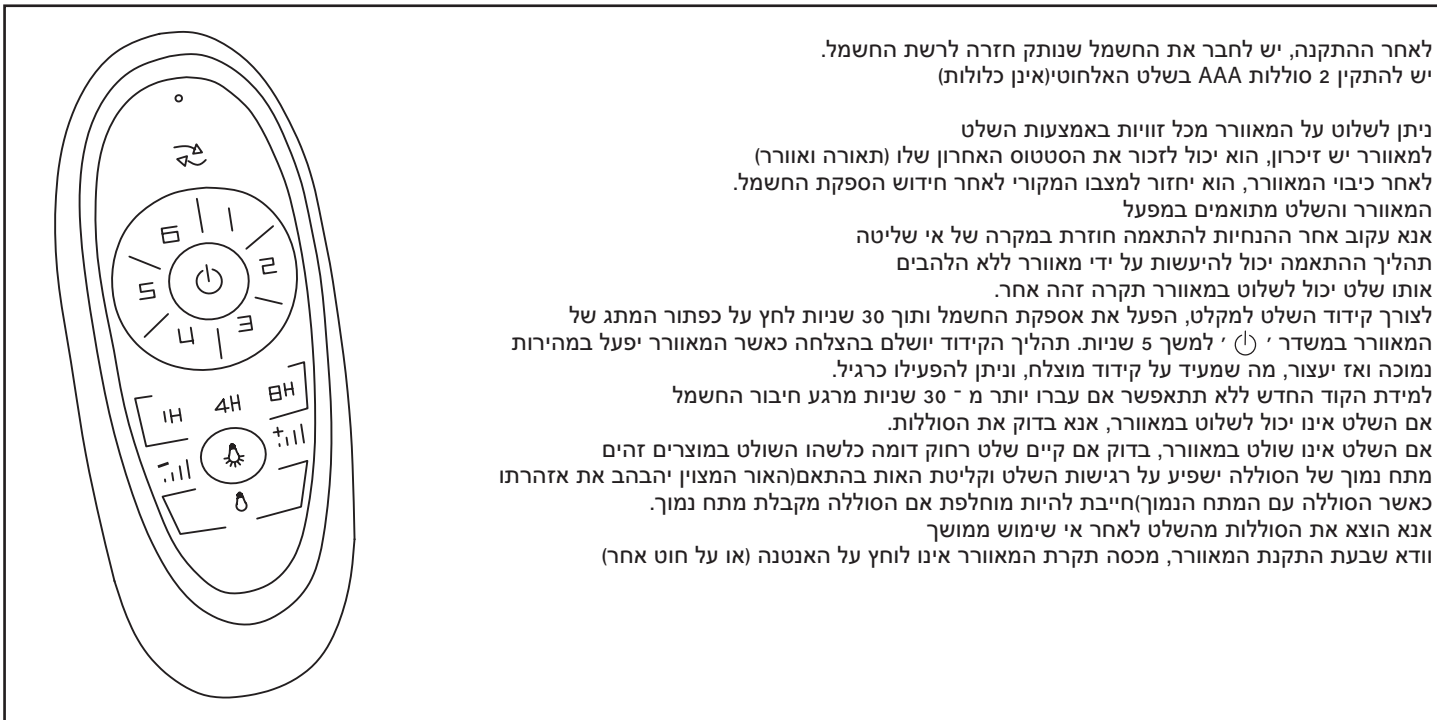 לאחר ההתקנה, יש לחבר את החשמל שנותק חזרה לרשת החשמל.
יש להתקין 2 סוללות AAA בשלט האלחוטי(אינן כלולות)
ניתן לשלוט על המאוורר מכל זוויות באמצעות השלט
למאוורר יש זיכרון, הוא יכול לזכור את הסטטוס האחרון שלו (תאורה ואוורר)
לאחר כיבוי המאוורר, הוא יחזור למצבו המקורי לאחר חידוש הספקת החשמל.
המאוורר והשלט מתואמים במפעל
אנא עקוב אחר ההנחיות להתאמה חוזרת במקרה של אי שליטה
תהליך ההתאמה יכול להיעשות על ידי מאוורר ללא הלהבים
אותו שלט יכול לשלוט במאוורר תקרה זהה אחר.
לצורך קידוד השלט למקלט, הפעל את אספקת החשמל ותוך 30 שניות לחץ על כפתור המתג של
המאוורר במשדר ׳ ׳ למשך 5 שניות. תהליך הקידוד יושלם בהצלחה כאשר המאוורר יפעל במהירות
נמוכה ואז יעצור, מה שמעיד על קידוד מוצלח, וניתן להפעילו כרגיל.
למידת הקוד החדש ללא תתאפשר אם עברו יותר מ ־ 30 שניות מרגע חיבור החשמל
אם השלט אינו יכול לשלוט במאוורר, אנא בדוק את הסוללות.
אם השלט אינו שולט במאוורר, בדוק אם קיים שלט רחוק דומה כלשהו השולט במוצרים זהים
מתח נמוך של הסוללה ישפיע על רגישות השלט וקליטת האות בהתאם(האור המצוין יהבהב את אזהרתו
כאשר הסוללה עם המתח הנמוך)חייבת להיות מוחלפת אם הסוללה מקבלת מתח נמוך.
אנא הוצא את הסוללות מהשלט לאחר אי שימוש ממושך
וודא שבעת התקנת המאוורר, מכסה תקרת המאוורר אינו לוחץ על האנטנה (או על חוט אחר)
6 1
5 2
4 3
1H 4H 8H
- +